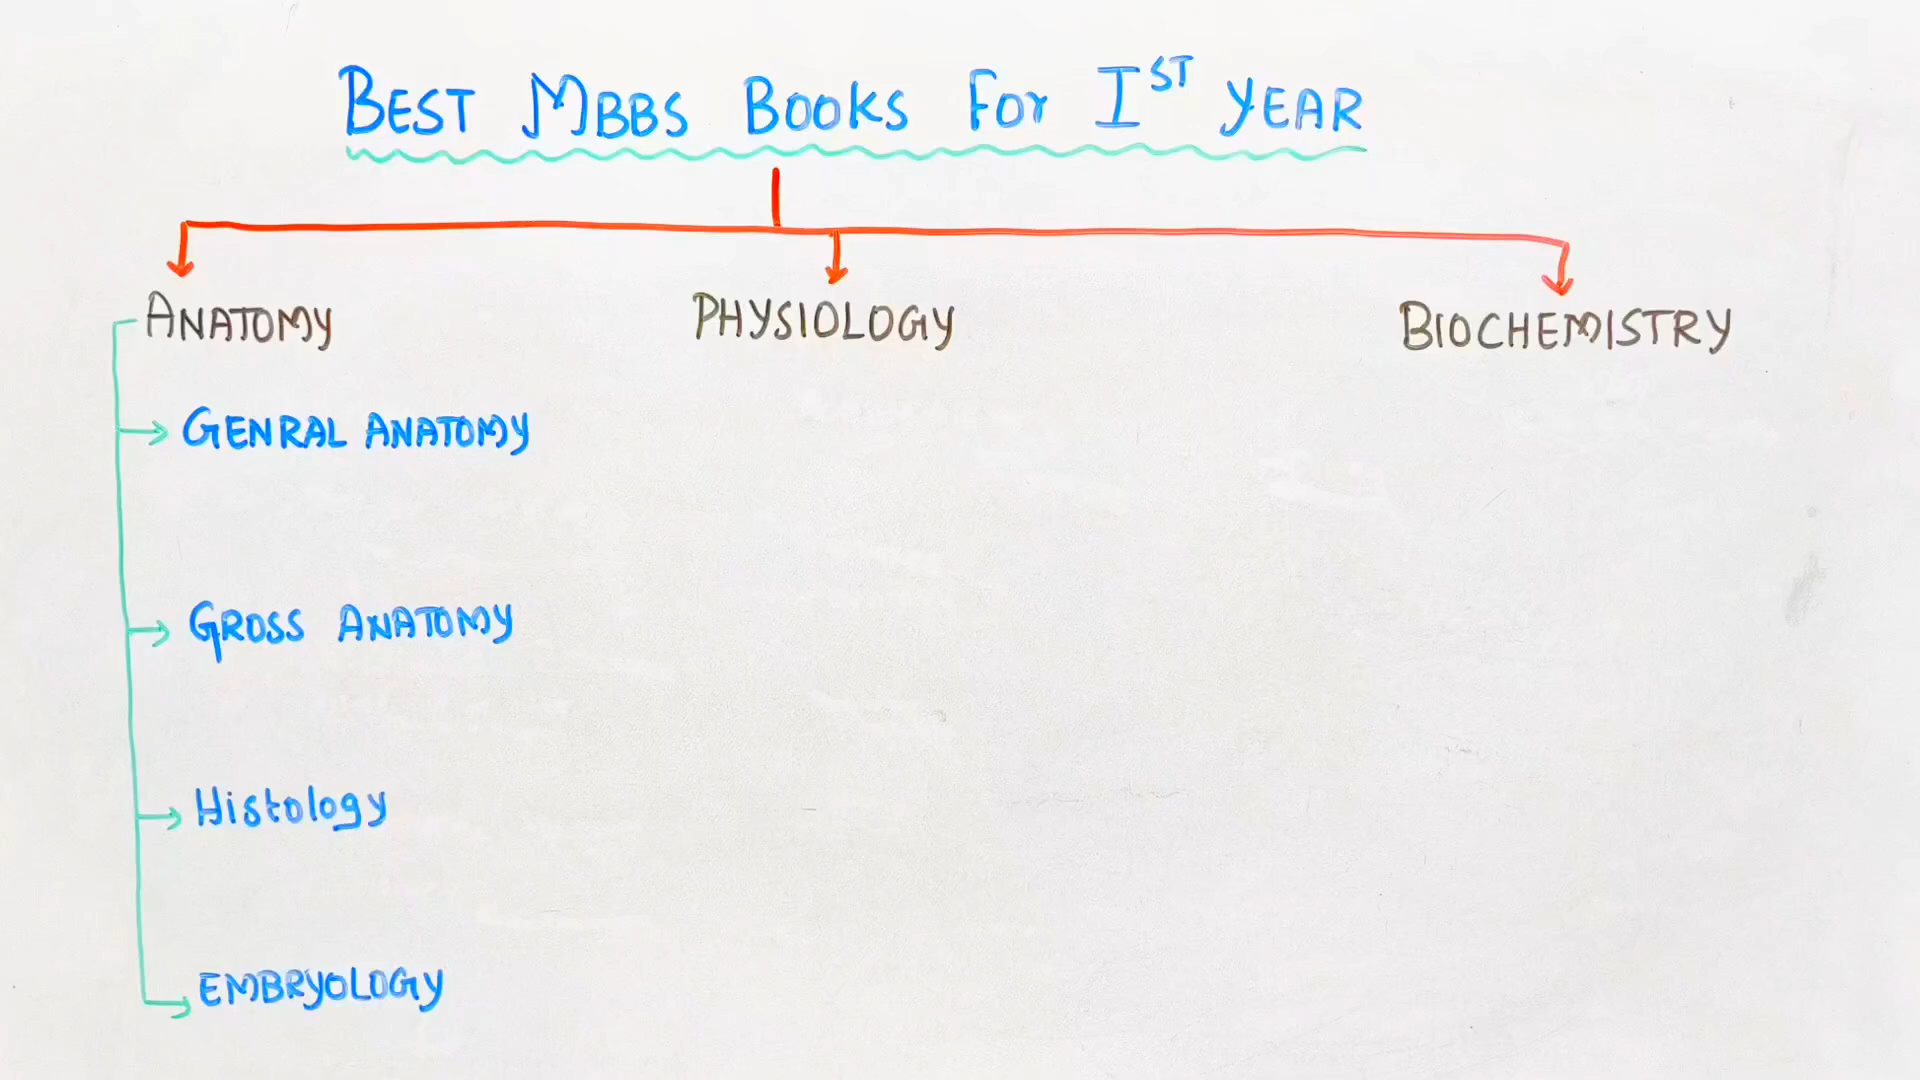 BEST MBBS BOOKS FOR IST YEAR
ANATOMY PHYSIOLOGY BIOCHEMISTRY
GENRAL ANATOMY
GROSS ANATOMY
Histology
EMBRYOLOGY